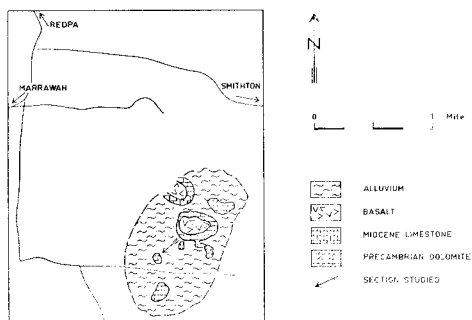 REDPA
MARRAWAH
SMITHTON
N
0 1 Mile
ALLUVIUM
BASALT
MIOCENE LIMESTONE
PRECAMBRIAN DOLOMITE
SECTION STUDIED